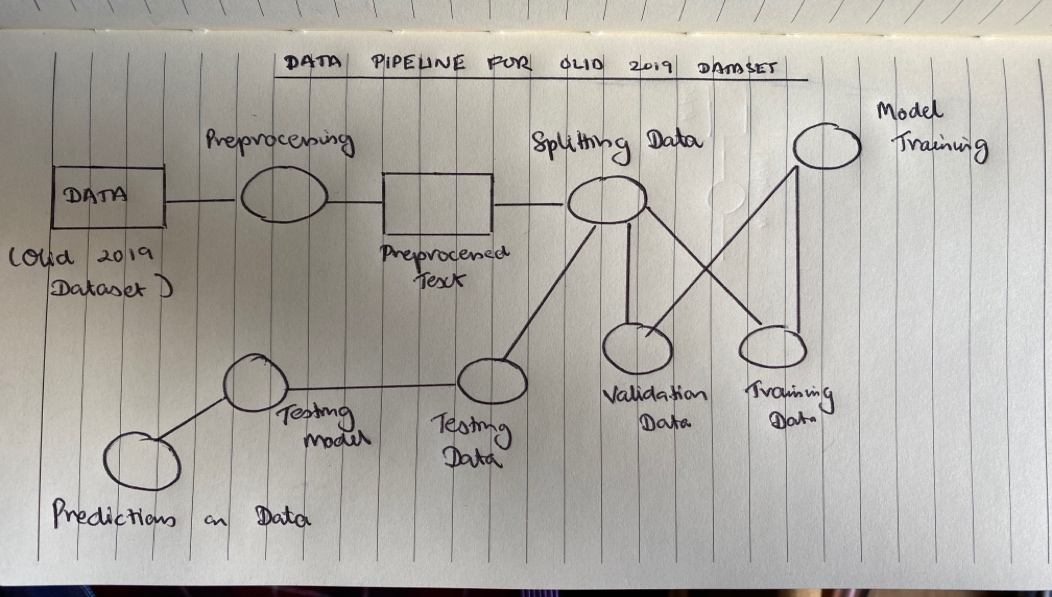 DATA PIPELINE FOR OLID 2019 DATASET
Preprocessing
Splitting Data
Model
Training
DATA
(Olid 2019
Dataset)
Preprocessed
Text
Validation
Data
Training
Data
Testing
Model
Testing
Data
Predictions on Data